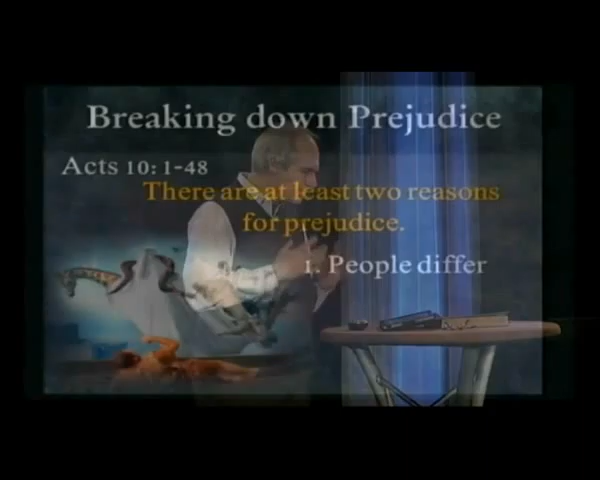 Breaking down Prejudice
Acts 10: 1-48
There are at least two reasons
for prejudice.
1. People differ